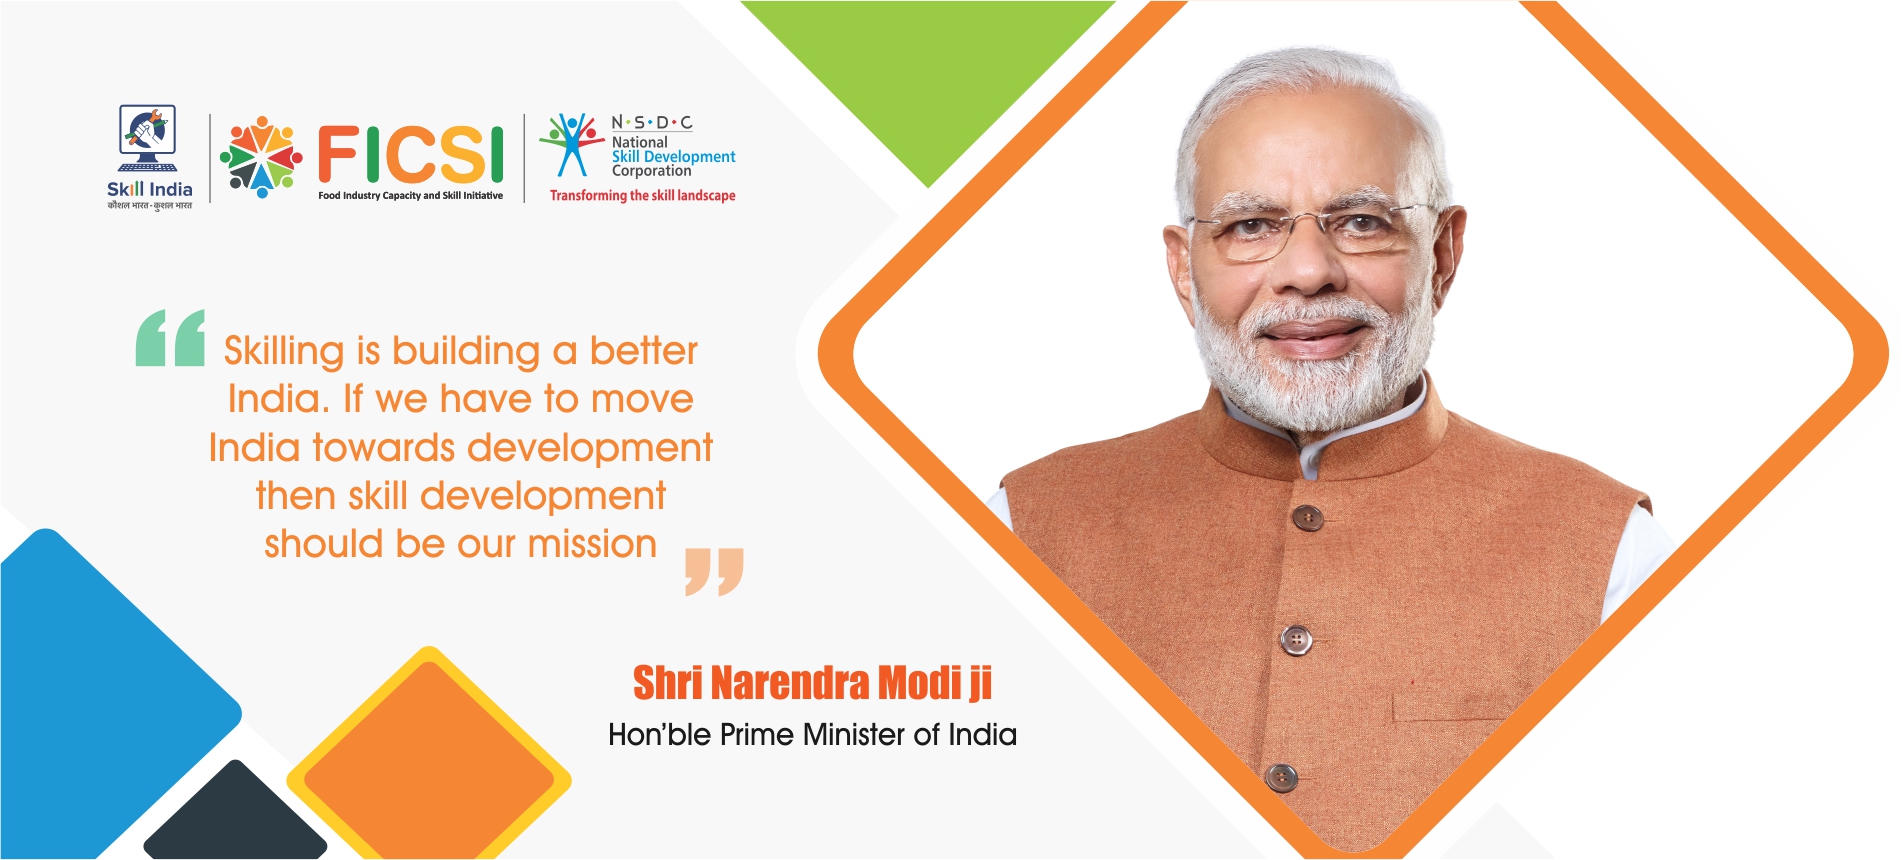 Skill India
कौशल भारत - कुशल भारत
FICSI
Food Industry Capacity and Skill Initiative
N·S·D·C
National
Skill Development
Corporation
Transforming the skill landscape
“ Skilling is building a better
India. If we have to move
India towards development
then skill development
should be our mission ”
Shri Narendra Modi ji
Hon’ble Prime Minister of India